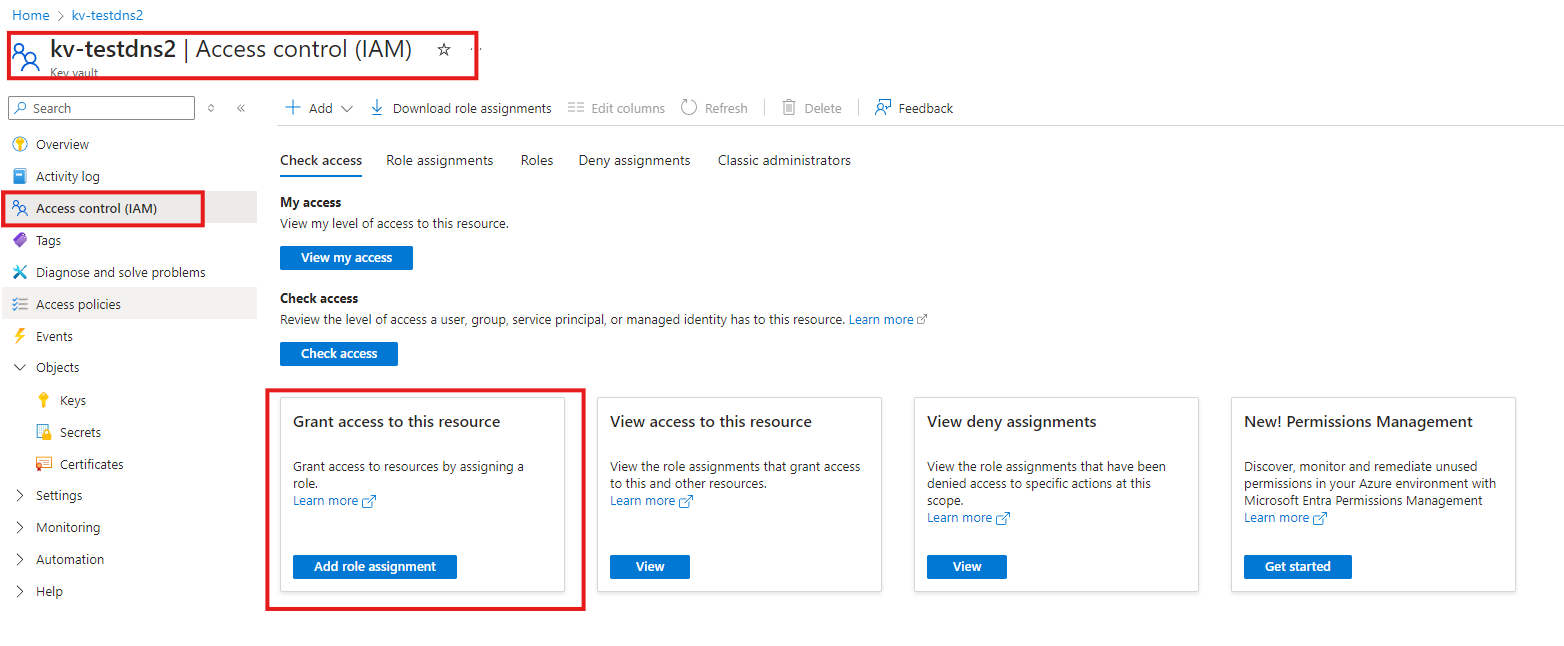 Home > kv-testdns2
kv-testdns2 | Access control (IAM)
Key vault
Search
Add
Download role assignments
Edit columns
Refresh
Delete
Feedback
Overview
Activity log
Access control (IAM)
Tags
Diagnose and solve problems
Access policies
Events
Objects
Keys
Secrets
Certificates
Settings
Monitoring
Automation
Help
Check access
Role assignments
Roles
Deny assignments
Classic administrators
My access
View my level of access to this resource.
View my access
Check access
Review the level of access a user, group, service principal, or managed identity has to this resource. Learn more
Check access
Grant access to this resource
Grant access to resources by assigning a
role.
Learn more
Add role assignment
View access to this resource
View the role assignments that grant access
to this and other resources.
Learn more
View
View deny assignments
View the role assignments that have been
denied access to specific actions at this
scope.
Learn more
View
New! Permissions Management
Discover, monitor and remediate unused
permissions in your Azure environment with
Microsoft Entra Permissions Management
Learn more
Get started